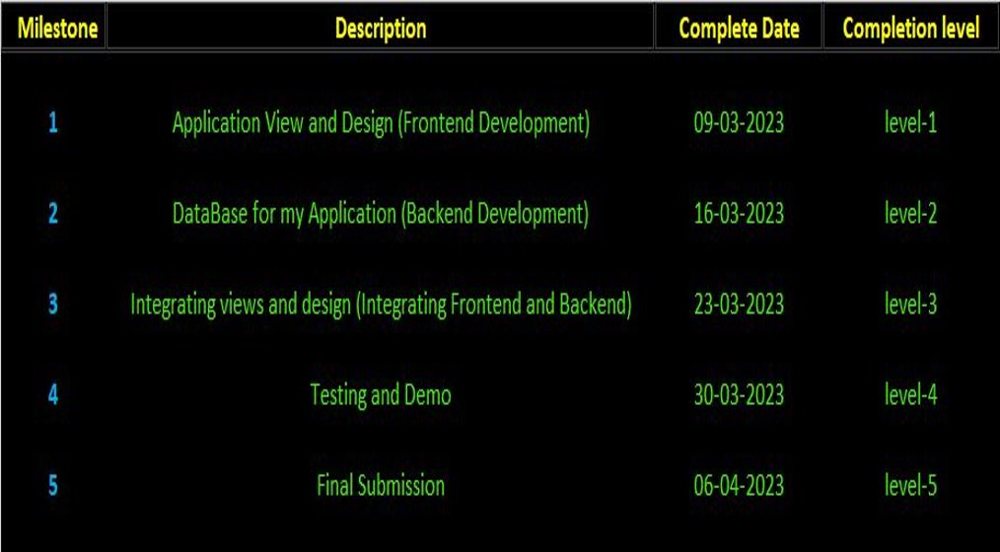 Milestone Description Complete Date Completion level
1 Application View and Design (Frontend Development) 09-03-2023 level-1
2 DataBase for my Application (Backend Development) 16-03-2023 level-2
3 Integrating views and design (Integrating Frontend and Backend) 23-03-2023 level-3
4 Testing and Demo 30-03-2023 level-4
5 Final Submission 06-04-2023 level-5